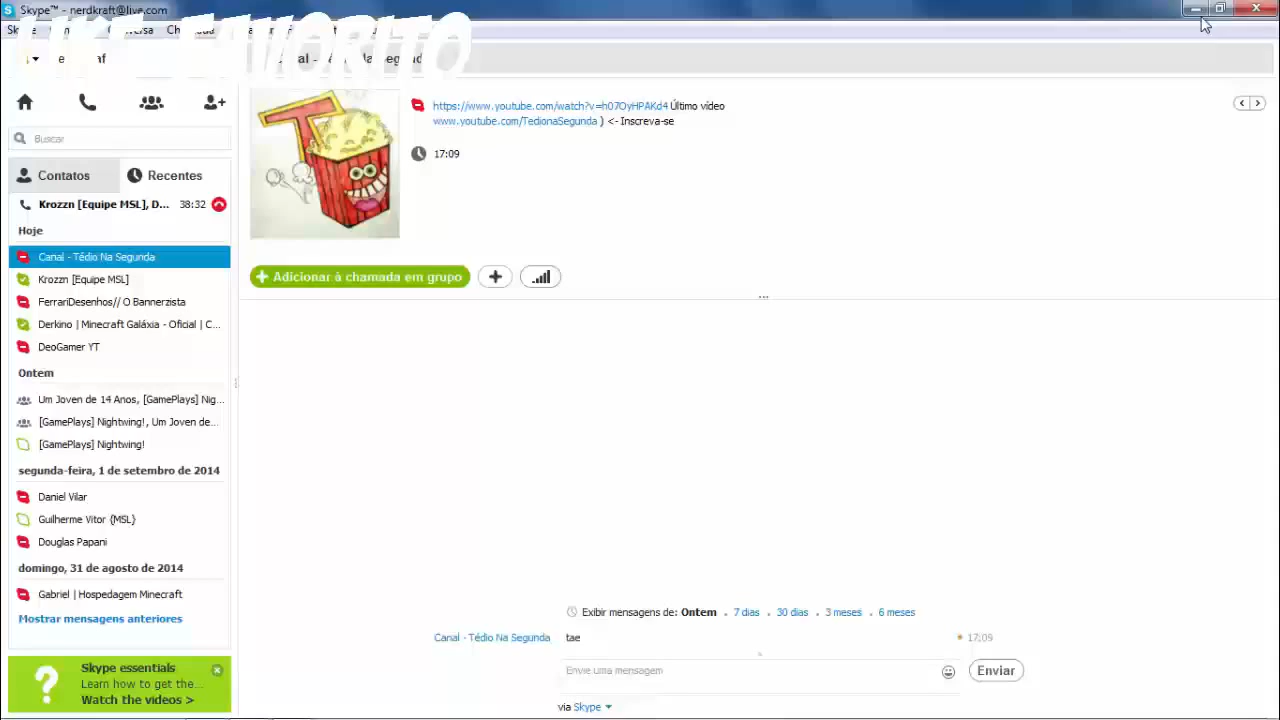 Skype™ - nerdkraft@live.com
LIKE FAVORITO
https://www.youtube.com/watch?v=h07OyHPAKd4 Último vídeo
www.youtube.com/TedionaSegunda } <- Inscreva-se
17:09
T
Buscar
Contatos
Recentes
Krozzn [Equipe MSL], D... 38:32
Hoje
Canal - Tédio Na Segunda
Krozzn [Equipe MSL]
FerrariDesenhos// O Bannerzista
Derkino | Minecraft Galáxia - Oficial | C...
DeoGamer YT
Ontem
Um Joven de 14 Anos, [GamePlays] Nig...
[GamePlays] Nightwing!, Um Joven de...
[GamePlays] Nightwing!
segunda-feira, 1 de setembro de 2014
Daniel Vilar
Guilherme Vitor {MSL}
Douglas Papani
domingo, 31 de agosto de 2014
Gabriel | Hospedagem Minecraft
Mostrar mensagens anteriores
Skype essentials
Learn how to get the...
Watch the videos >
Adicionar à chamada em grupo
Exibir mensagens de: Ontem . 7 dias . 30 dias . 3 meses . 6 meses
Canal - Tédio Na Segunda tae 17:09
Envie uma mensagem
Enviar
via Skype